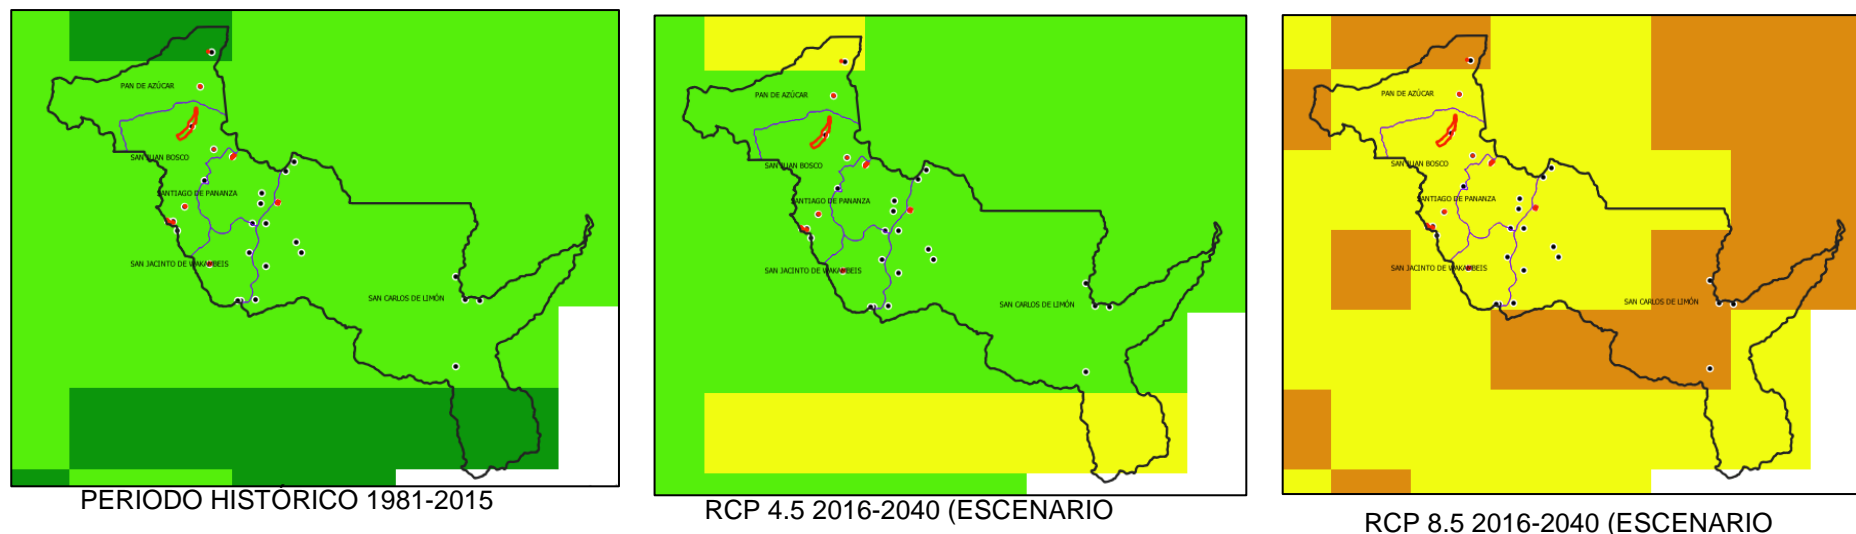 PAN DE AZÚCAR
SAN JUAN BOSCO
SANTIAGO DE PANANZA
SAN JACINTO DE WAKAMBEIS
SAN CARLOS DE LIMÓN
PERIODO HISTÓRICO 1981-2015
PAN DE AZÚCAR
SAN JUAN BOSCO
SANTIAGO DE PANANZA
SAN JACINTO DE WAKAMBEIS
SAN CARLOS DE LIMÓN
RCP 4.5 2016-2040 (ESCENARIO
PAN DE AZÚCAR
SAN JUAN BOSCO
SANTIAGO DE PANANZA
SAN JACINTO DE WAKAMBEIS
SAN CARLOS DE LIMÓN
RCP 8.5 2016-2040 (ESCENARIO